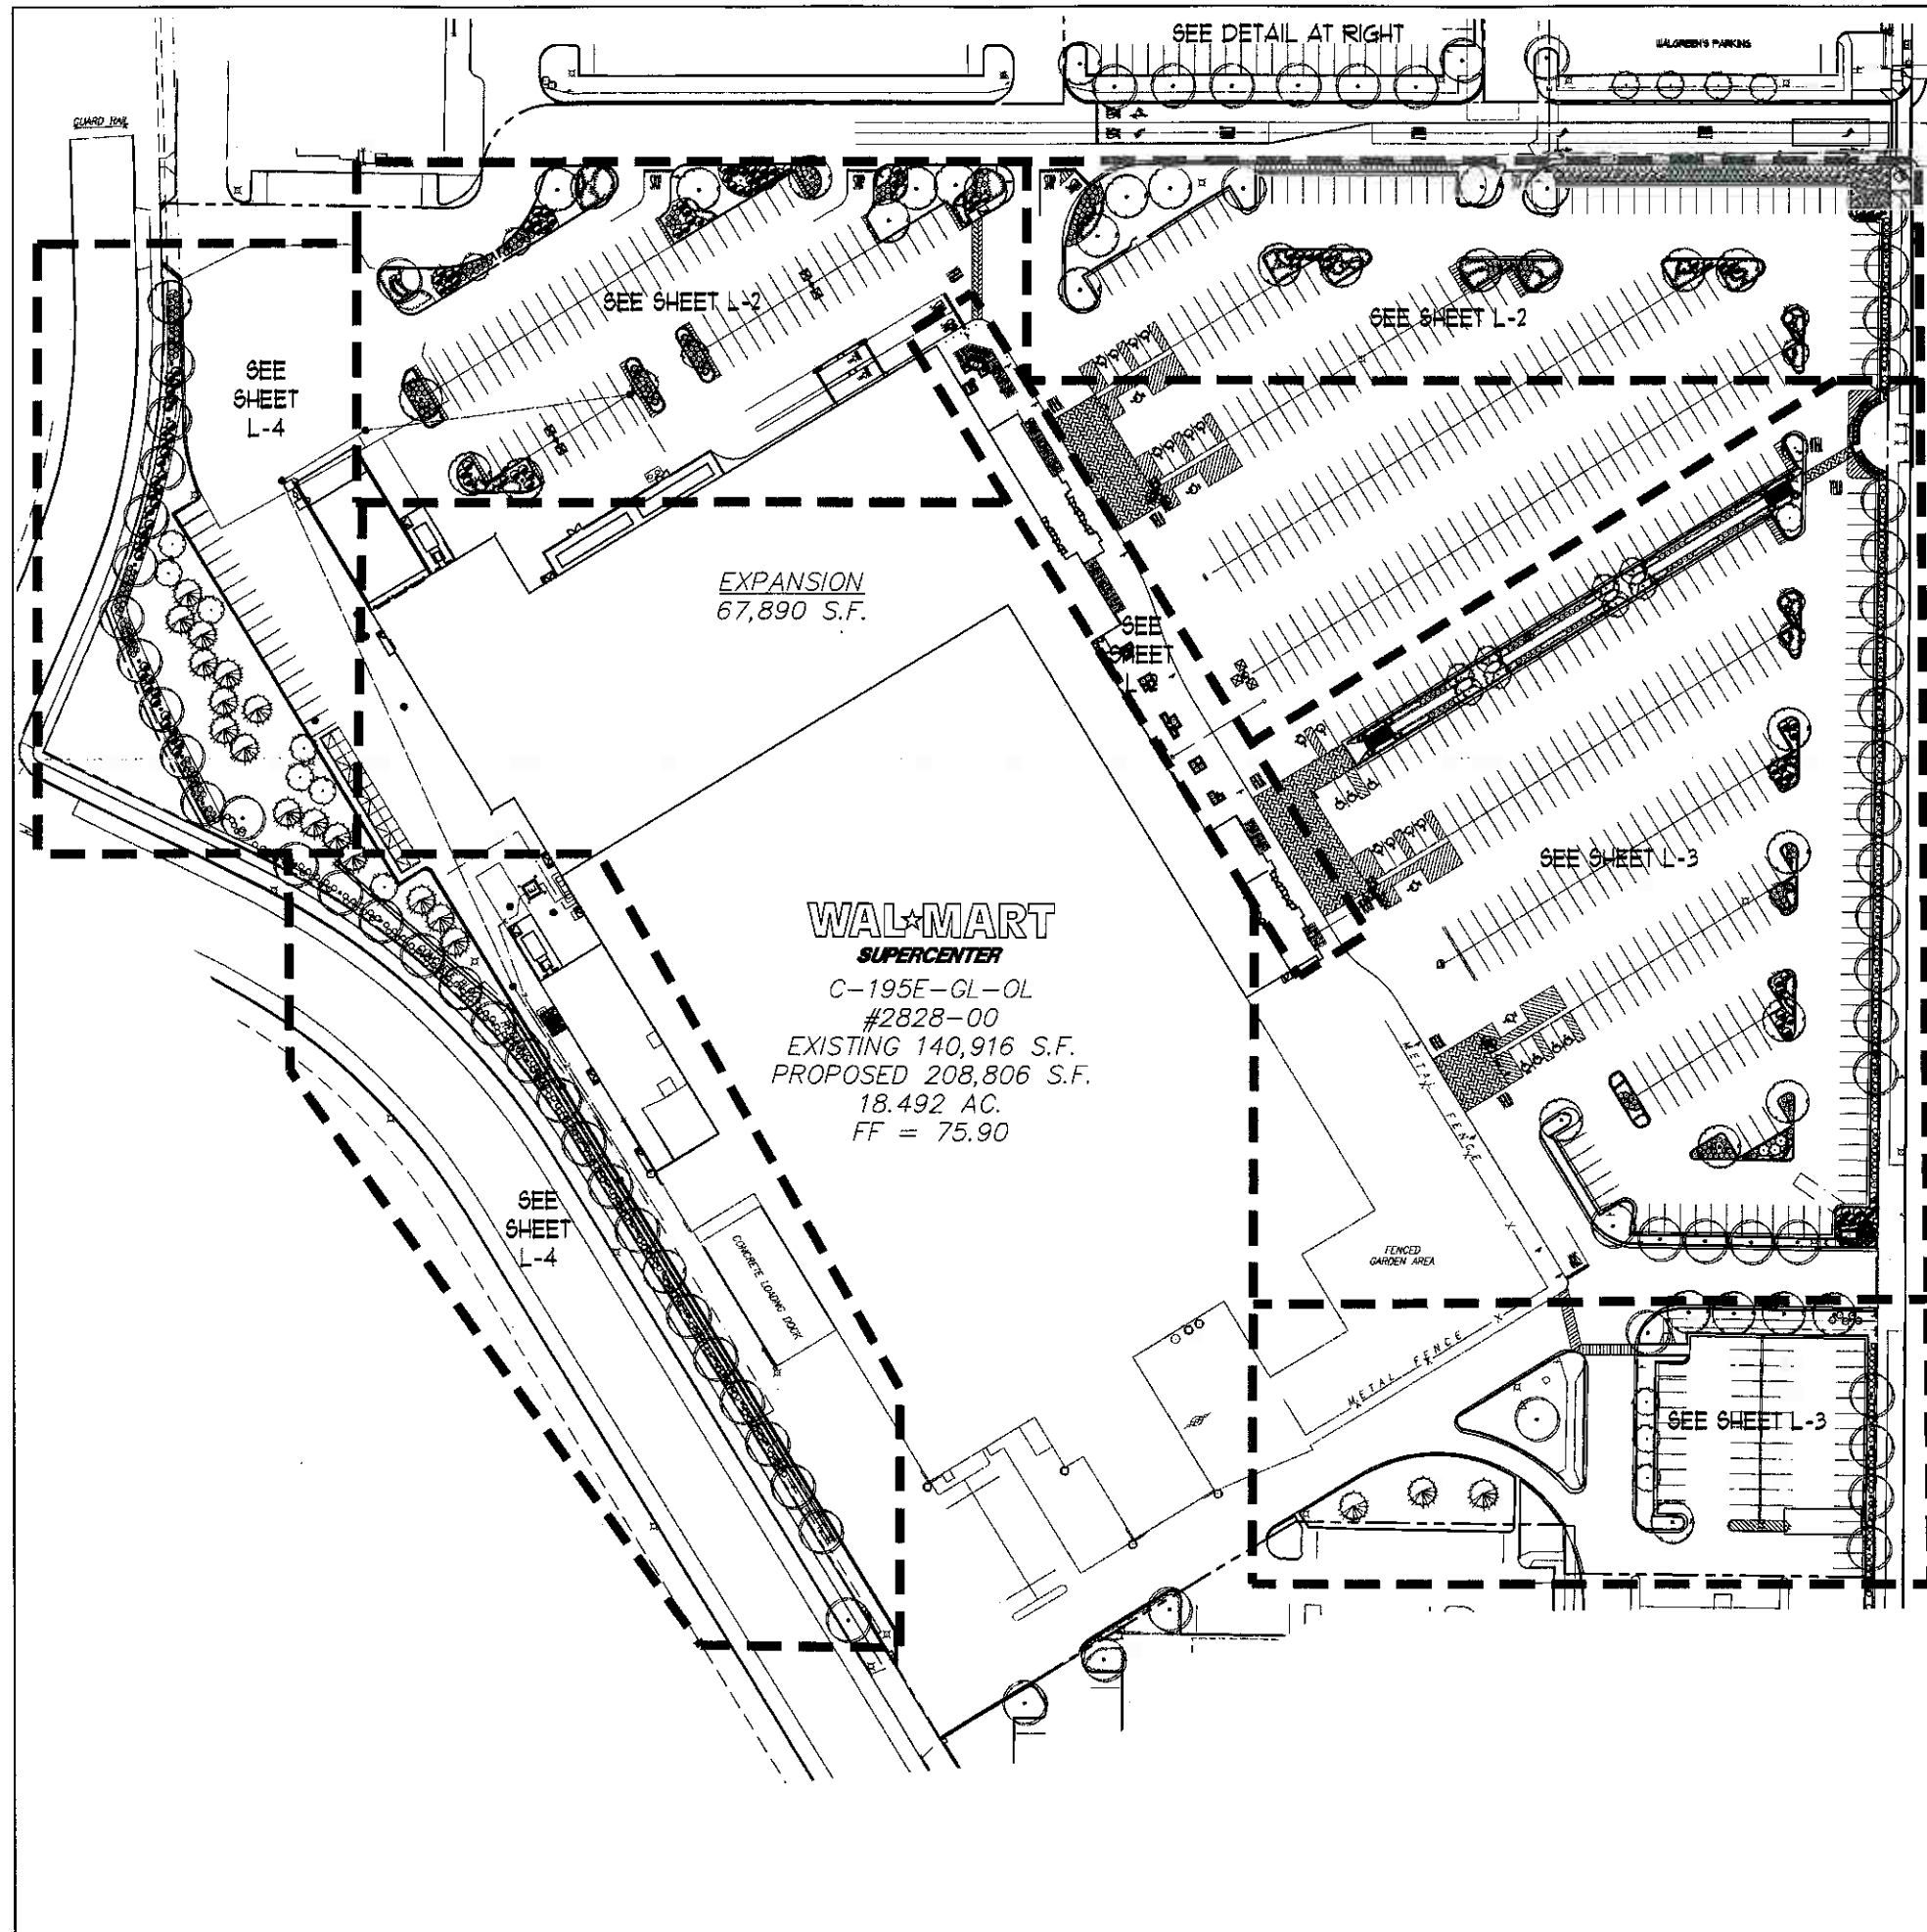 SEE DETAIL AT RIGHT
WALGREEN'S PARKING
GUARD RAIL
SEE SHEET L-2
SEE SHEET L-2
SEE
SHEET
L-4
EXPANSION
67,890 S.F.
SEE
SHEET
SEE SHEET L-3
WAL☆MART
SUPERCENTER
C-195E-GL-OL
#2828-00
EXISTING 140,916 S.F.
PROPOSED 208,806 S.F.
18.492 AC.
FF = 75.90
METAL FENCE
SEE
SHEET
L-4
CONCRETE LOADING DOCK
FENCED
GARDEN AREA
METAL FENCE
SEE SHEET L-3